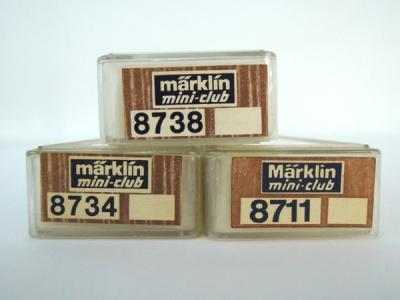 märklin
mini-club
8738
märklin
mini-club
8734
Märklin
mini-club
8711